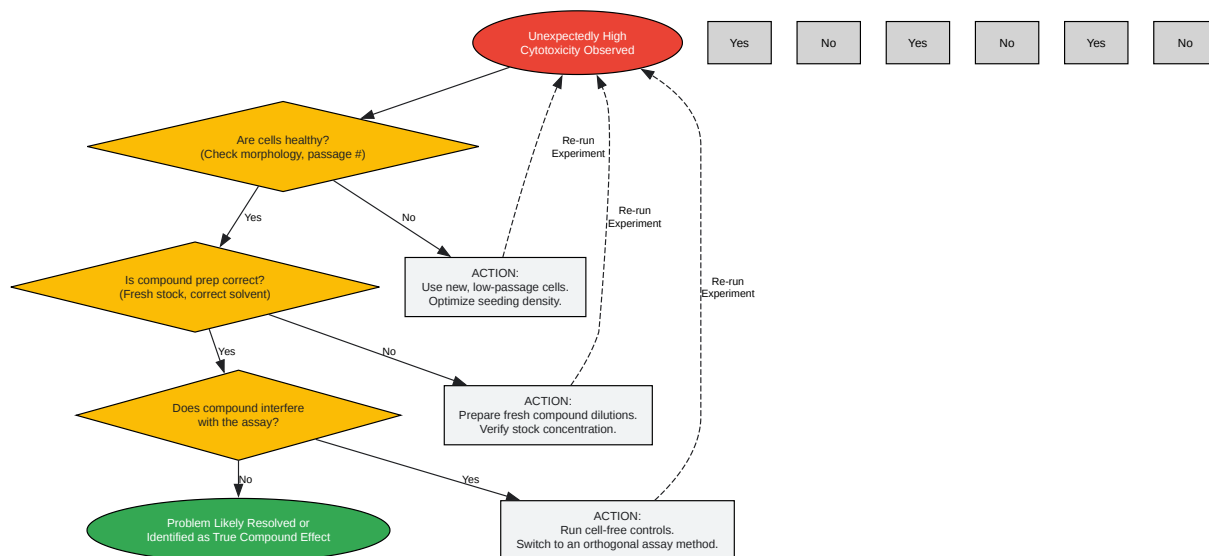 Unexpectedly High
Cytotoxicity Observed
Yes
No
Yes
No
Yes
No
Are cells healthy?
(Check morphology, passage #)
Re-run
Experiment
Yes
No
Re-run
Experiment
Is compound prep correct?
(Fresh stock, correct solvent)
ACTION:
Use new, low-passage cells.
Optimize seeding density.
Re-run
Experiment
Yes
No
Does compound interfere
with the assay?
ACTION:
Prepare fresh compound dilutions.
Verify stock concentration.
No
Yes
Problem Likely Resolved or
Identified as True Compound Effect
ACTION:
Run cell-free controls.
Switch to an orthogonal assay method.